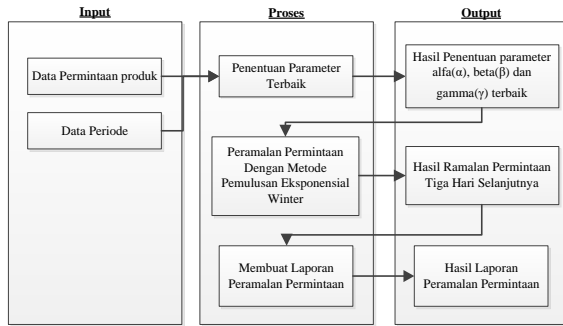 Input
Proses
Output
Data Permintaan produk
Penentuan Parameter
Terbaik
Hasil Penentuan parameter
alfa(α), beta(β) dan
gamma(γ) terbaik
Data Periode
Peramalan Permintaan
Dengan Metode
Pemulusan Eksponensial
Winter
Hasil Ramalan Permintaan
Tiga Hari Selanjutnya
Membuat Laporan
Peramalan Permintaan
Hasil Laporan
Peramalan Permintaan